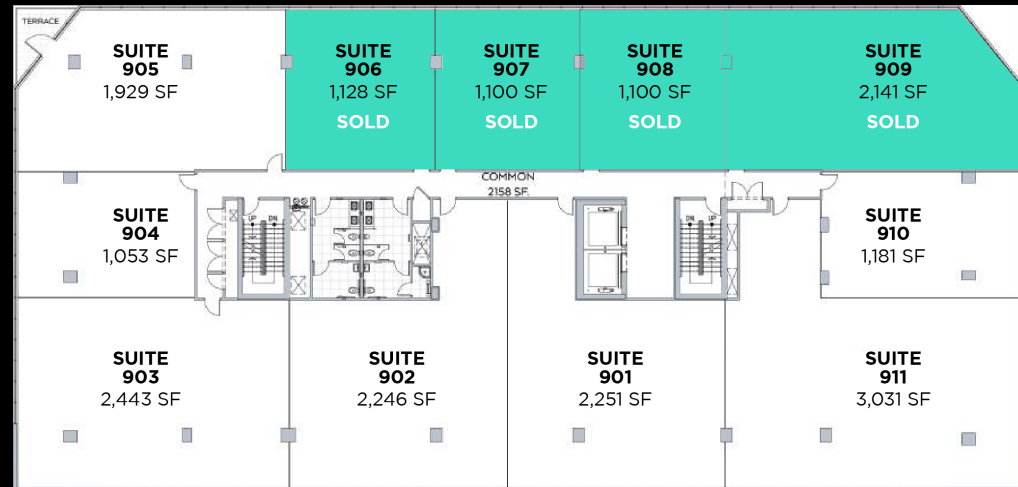 TERRACE
SUITE
905
1,929 SF
SUITE
906
1,128 SF
SOLD
SUITE
907
1,100 SF
SOLD
SUITE
908
1,100 SF
SOLD
SUITE
909
2,141 SF
SOLD
COMMON
2158 SF.
SUITE
904
1,053 SF
UP DN.
DN. UP
SUITE
910
1,181 SF
SUITE
903
2,443 SF
SUITE
902
2,246 SF
SUITE
901
2,251 SF
SUITE
911
3,031 SF